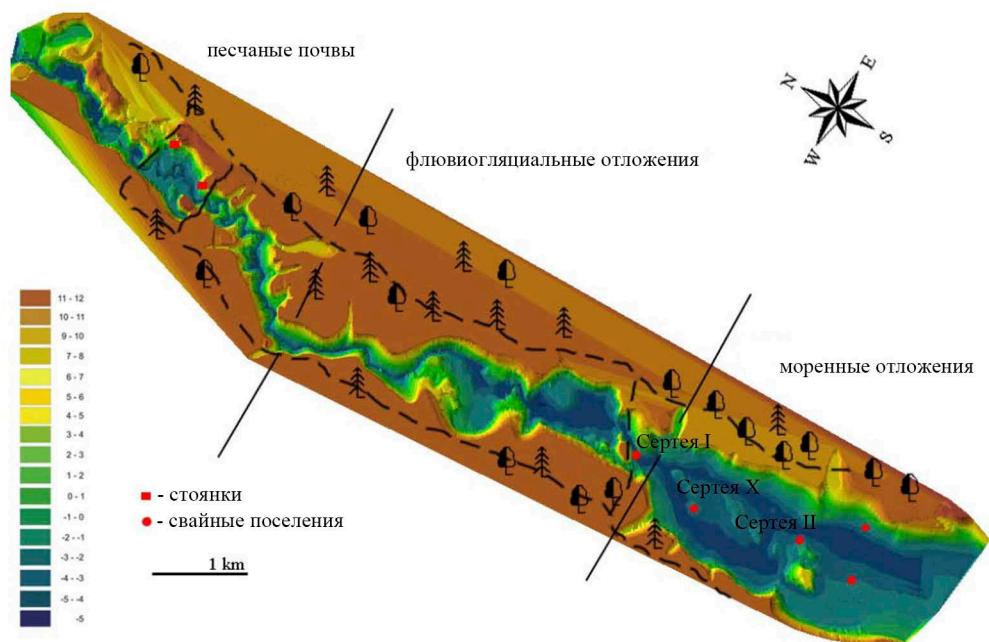 песчаные почвы
N
E
W
S
флювиогляциальные отложения
моренные отложения
Сертея I
Сертея X
Сертея II
11 - 12
10 - 11
9 - 10
7 - 8
6 - 7
5 - 6
4 - 5
3 - 4
2 - 3
1 - 2
0 - 1
-1 0
-2 - -1
-3 - -2
-4 - -3
-5 - -4
-5
- стоянки
- свайные поселения
1 km